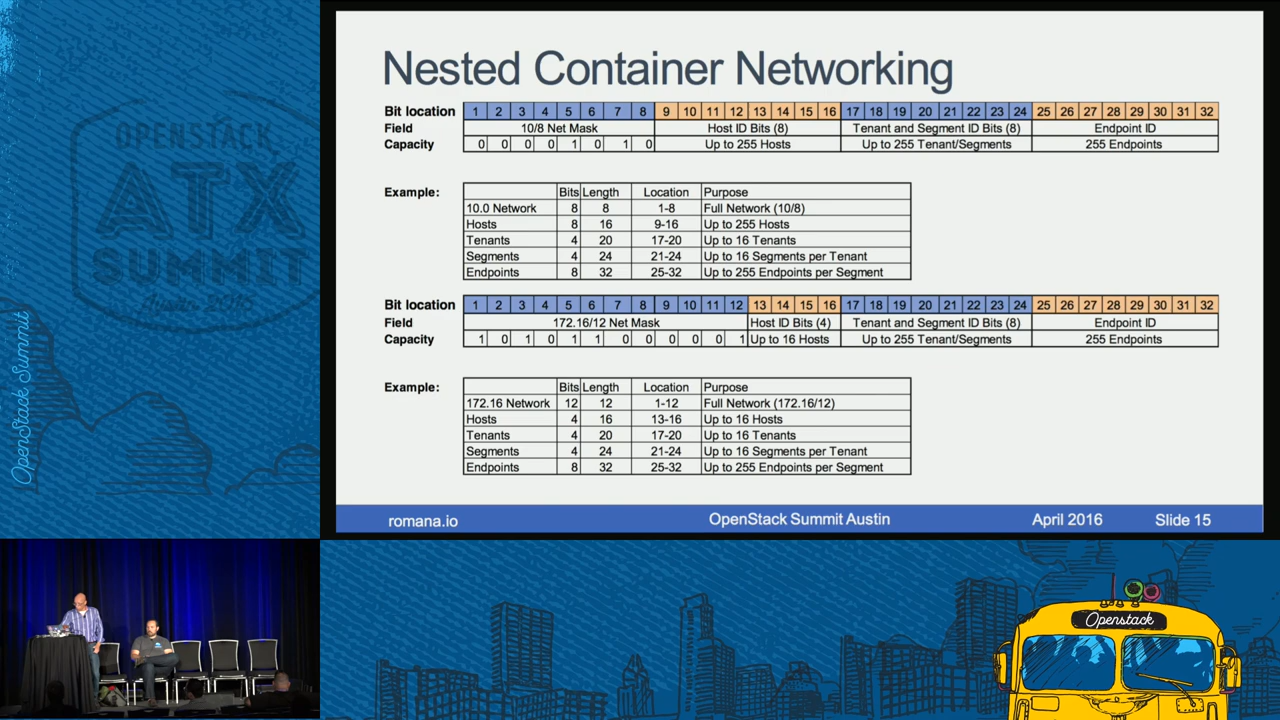 OPENSTACK
ATX
SUMMIT
Austin, 2016
OpenStack Summit
Nested Container Networking
Bit location 1 2 3 4 5 6 7 8 9 10 11 12 13 14 15 16 17 18 19 20 21 22 23 24 25 26 27 28 29 30 31 32
Field 10/8 Net Mask Host ID Bits (8) Tenant and Segment ID Bits (8) Endpoint ID
Capacity 0 0 0 0 1 0 1 0 Up to 255 Hosts Up to 255 Tenant/Segments 255 Endpoints
Example: Bits Length Location Purpose
10.0 Network 8 8 1-8 Full Network (10/8)
Hosts 8 16 9-16 Up to 255 Hosts
Tenants 4 20 17-20 Up to 16 Tenants
Segments 4 24 21-24 Up to 16 Segments per Tenant
Endpoints 8 32 25-32 Up to 255 Endpoints per Segment
Bit location 1 2 3 4 5 6 7 8 9 10 11 12 13 14 15 16 17 18 19 20 21 22 23 24 25 26 27 28 29 30 31 32
Field 172.16/12 Net Mask Host ID Bits (4) Tenant and Segment ID Bits (8) Endpoint ID
Capacity 1 0 1 0 1 1 0 0 0 0 0 1 Up to 16 Hosts Up to 255 Tenant/Segments 255 Endpoints
Example: Bits Length Location Purpose
172.16 Network 12 12 1-12 Full Network (172.16/12)
Hosts 4 16 13-16 Up to 16 Hosts
Tenants 4 20 17-20 Up to 16 Tenants
Segments 4 24 21-24 Up to 16 Segments per Tenant
Endpoints 8 32 25-32 Up to 255 Endpoints per Segment
romana.io OpenStack Summit Austin April 2016 Slide 15
Openstack